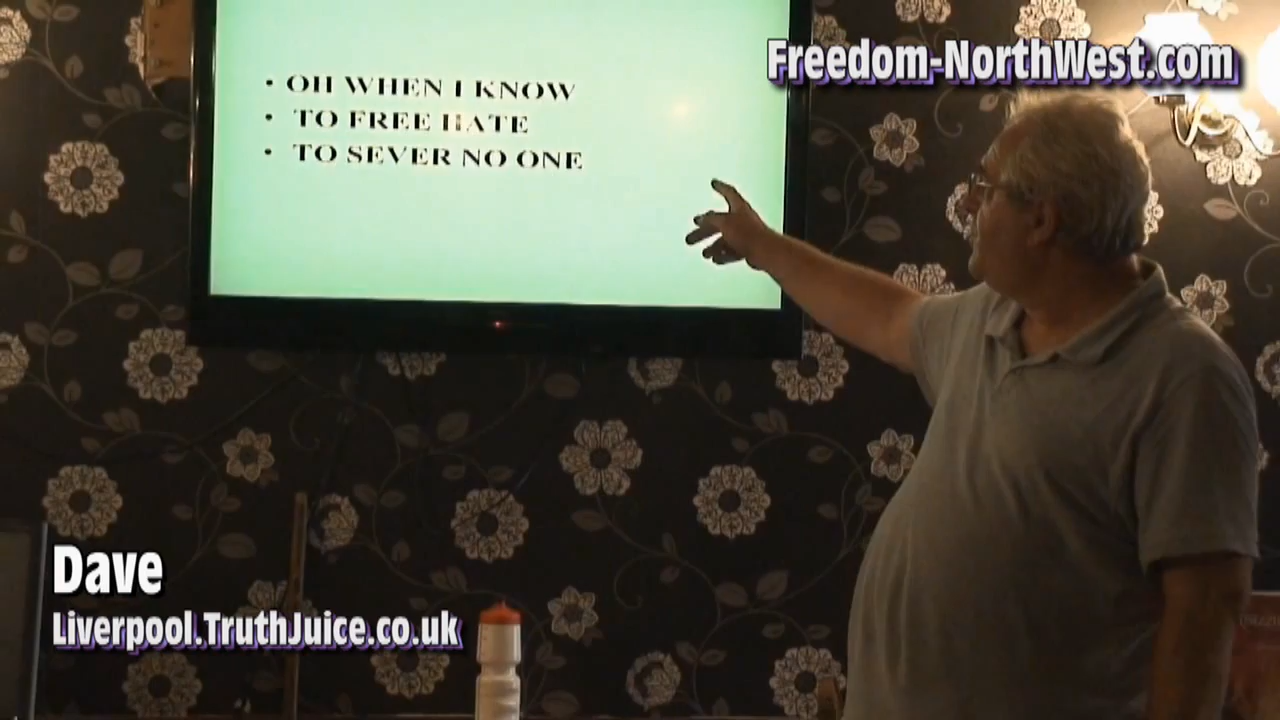 Freedom-NorthWest.com
• OH WHEN I KNOW
• TO FREE HATE
• TO SEVER NO ONE
Dave
Liverpool.TruthJuice.co.uk